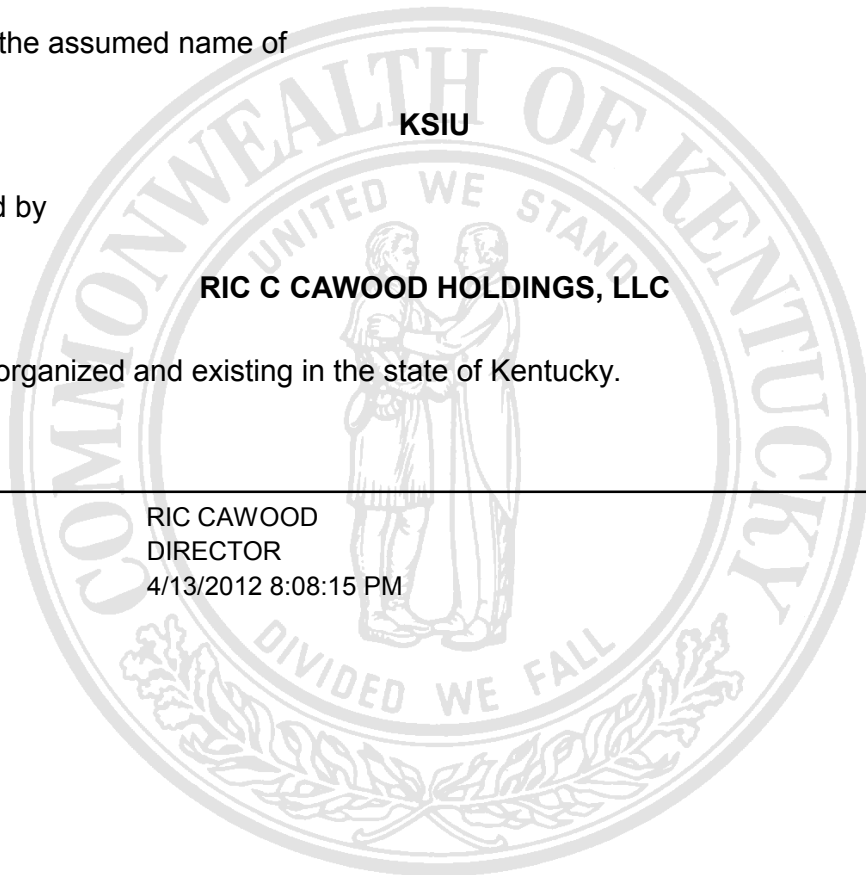 the assumed name of
KSIU
d by
RIC C CAWOOD HOLDINGS, LLC
organized and existing in the state of Kentucky.
RIC CAWOOD
DIRECTOR
4/13/2012 8:08:15 PM
COMMONWEALTH OF KENTUCKY
UNITED WE STAND
DIVIDED WE FALL